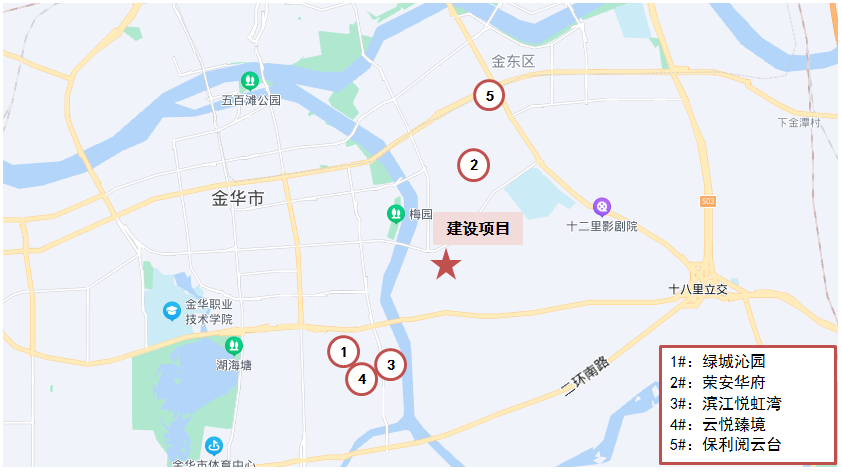 金东区
5
五百滩公园
下金潭村
2
金华市
S03
梅园
建设项目
十二里影剧院
十八里立交
金华职业
技术学院
1
3
湖海塘
4
二环南路
1#：绿城沁园
2#：荣安华府
3#：滨江悦虹湾
4#：云悦臻境
5#：保利阅云台
金华市体育中心